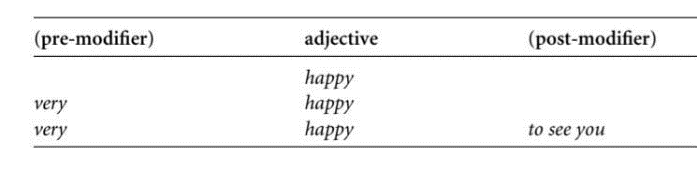 (pre-modifier) adjective (post-modifier)
happy
very happy
very happy to see you